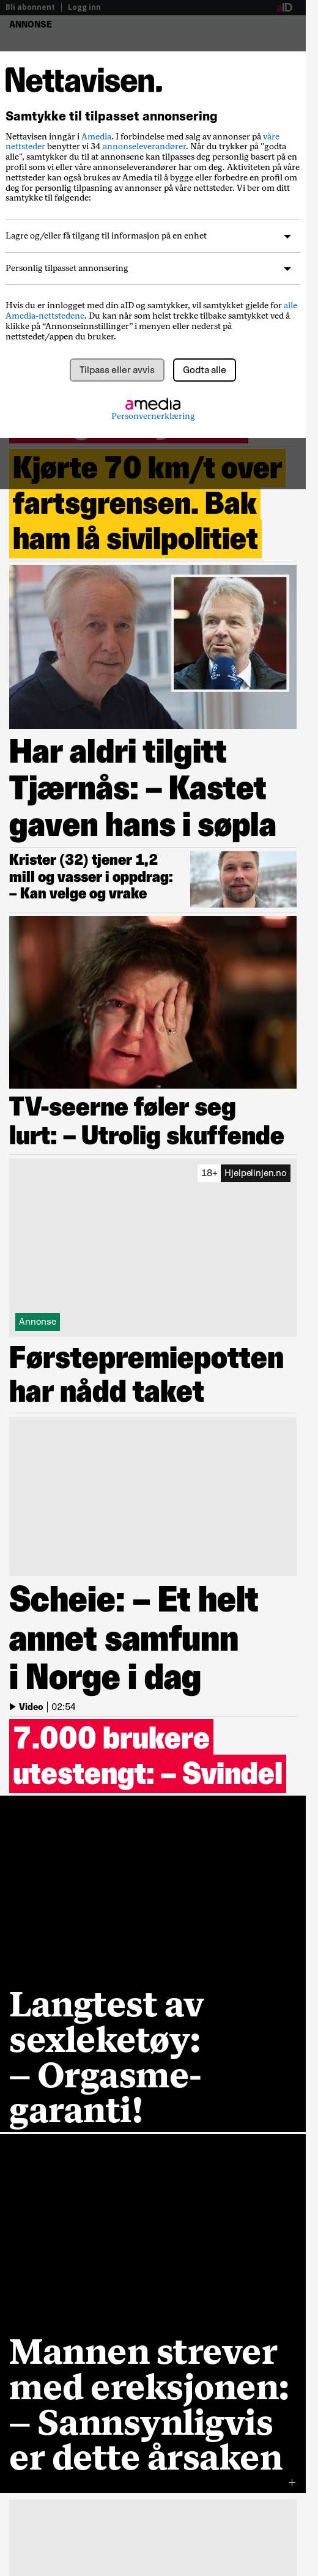 Bli abonnent | Logg inn
aID
ANNONSE
Nettavisen.
Samtykke til tilpasset annonsering
Nettavisen inngår i Amedia. I forbindelse med salg av annonser på våre
nettsteder benytter vi 34 annonseleverandører. Når du trykker på "godta
alle", samtykker du til at annonsene kan tilpasses deg personlig basert på en
profil som vi eller våre annonseleverandører har om deg. Aktiviteten på våre
nettsteder kan også brukes av Amedia til å bygge eller forbedre en profil om
deg for personlig tilpasning av annonser på våre nettsteder. Vi ber om ditt
samtykke til følgende:
Lagre og/eller få tilgang til informasjon på en enhet
Personlig tilpasset annonsering
Hvis du er innlogget med din aID og samtykker, vil samtykket gjelde for alle
Amedia-nettstedene. Du kan når som helst trekke tilbake samtykket ved å
klikke på “Annonseinnstillinger” i menyen eller nederst på
nettstedet/appen du bruker.
Tilpass eller avvis
Godta alle
amedia
Personvernerklæring
Kjørte 70 km/t over
fartsgrensen. Bak
ham lå sivilpolitiet
Har aldri tilgitt
Tjærnås: – Kastet
gaven hans i søpla
Krister (32) tjener 1,2
mill og vasser i oppdrag:
– Kan velge og vrake
TV-seerne føler seg
lurt: – Utrolig skuffende
18+ Hjelpelinjen.no
Annonse
Førstepremiepotten
har nådd taket
Scheie: – Et helt
annet samfunn
i Norge i dag
Video | 02:54
7.000 brukere
utestengt: – Svindel
Langtest av
sexleketøy:
– Orgasme-
garanti!
Mannen strever
med ereksjonen:
– Sannsynligvis
er dette årsaken
+